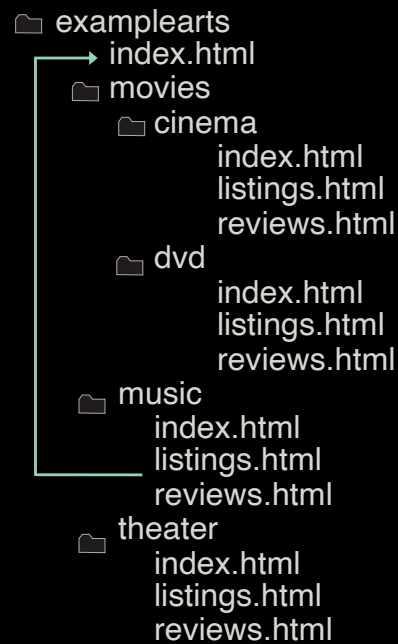 examplearts
index.html
movies
cinema
index.html
listings.html
reviews.html
dvd
index.html
listings.html
reviews.html
music
index.html
listings.html
reviews.html
theater
index.html
listings.html
reviews.html